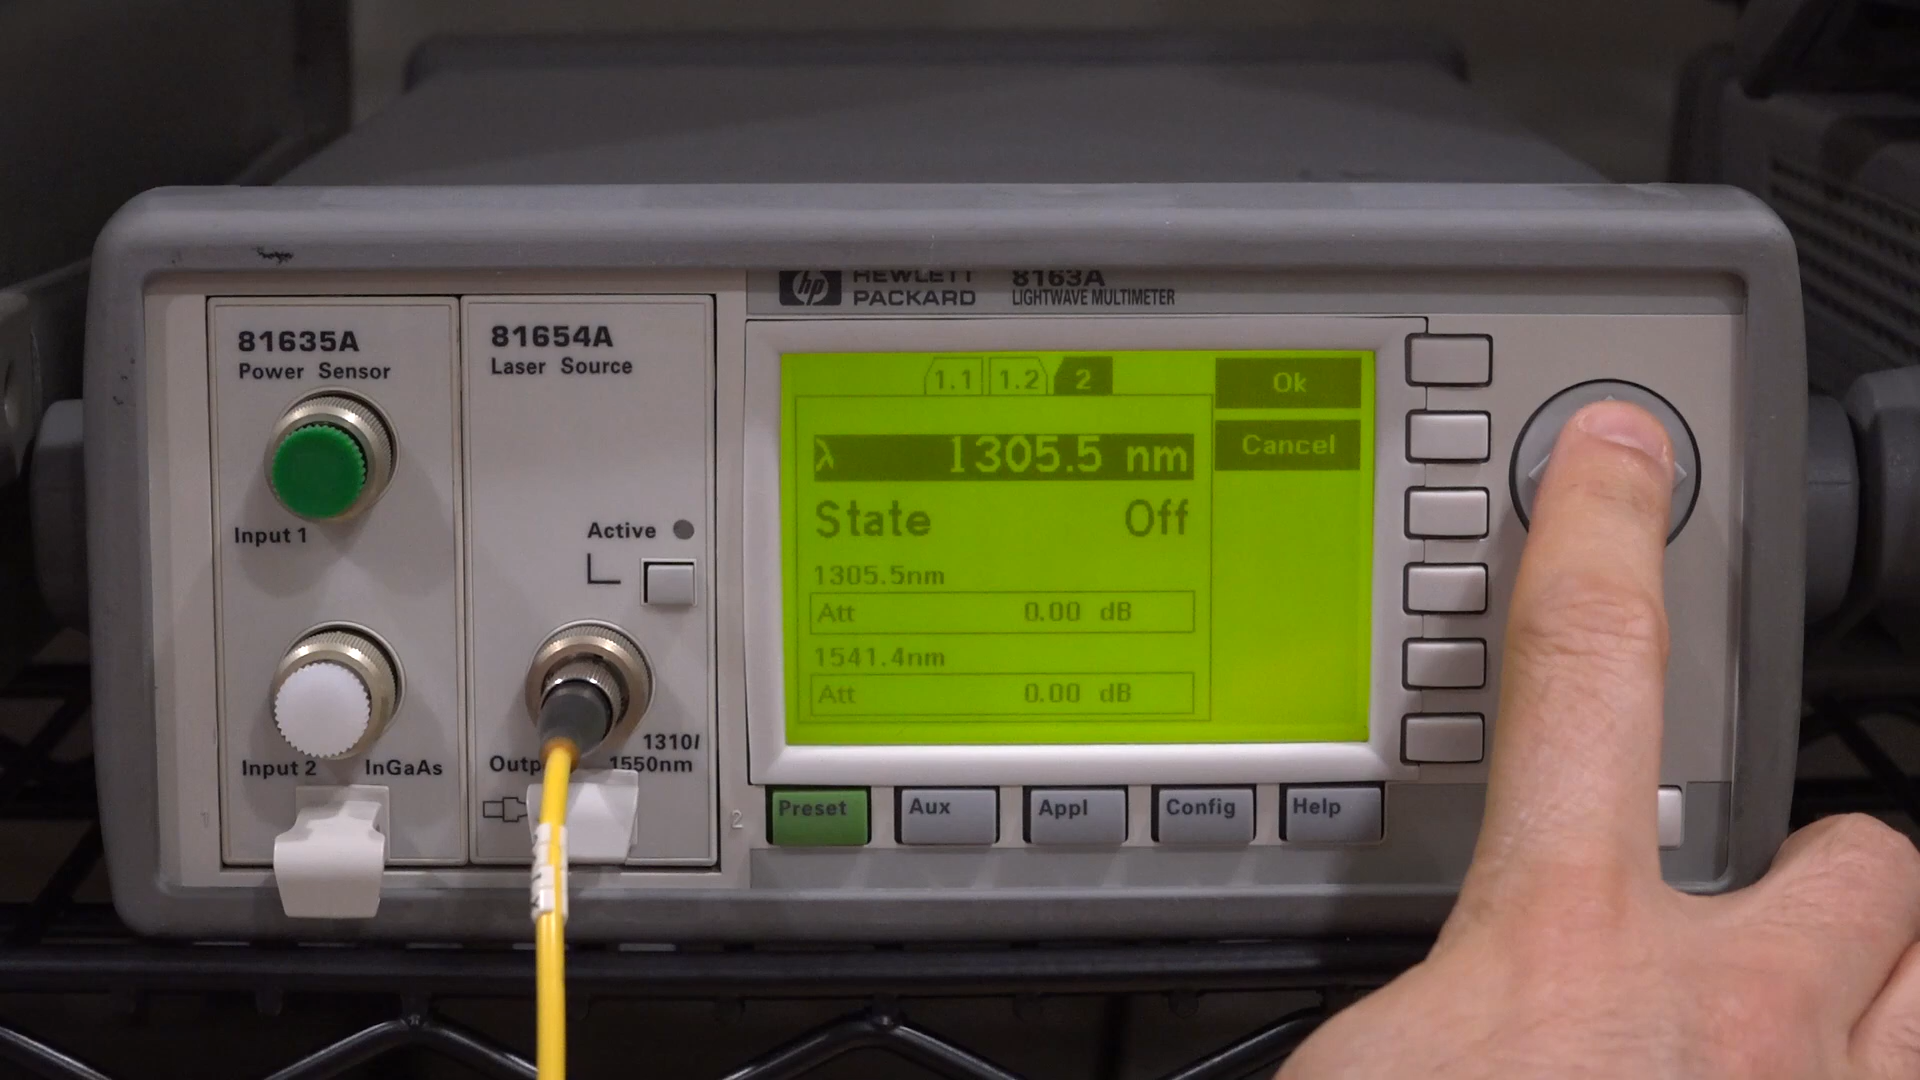 hp HEWLETT PACKARD
8163A
LIGHTWAVE MULTIMETER
81635A
Power Sensor
Input 1
Input 2
InGaAs
81654A
Laser Source
Active
1310/
1550nm
1
2
1.1 1.2 2
λ 1305.5 nm
State Off
1305.5nm
Att 0.00 dB
1541.4nm
Att 0.00 dB
Ok
Cancel
Preset
Aux
Appl
Config
Help